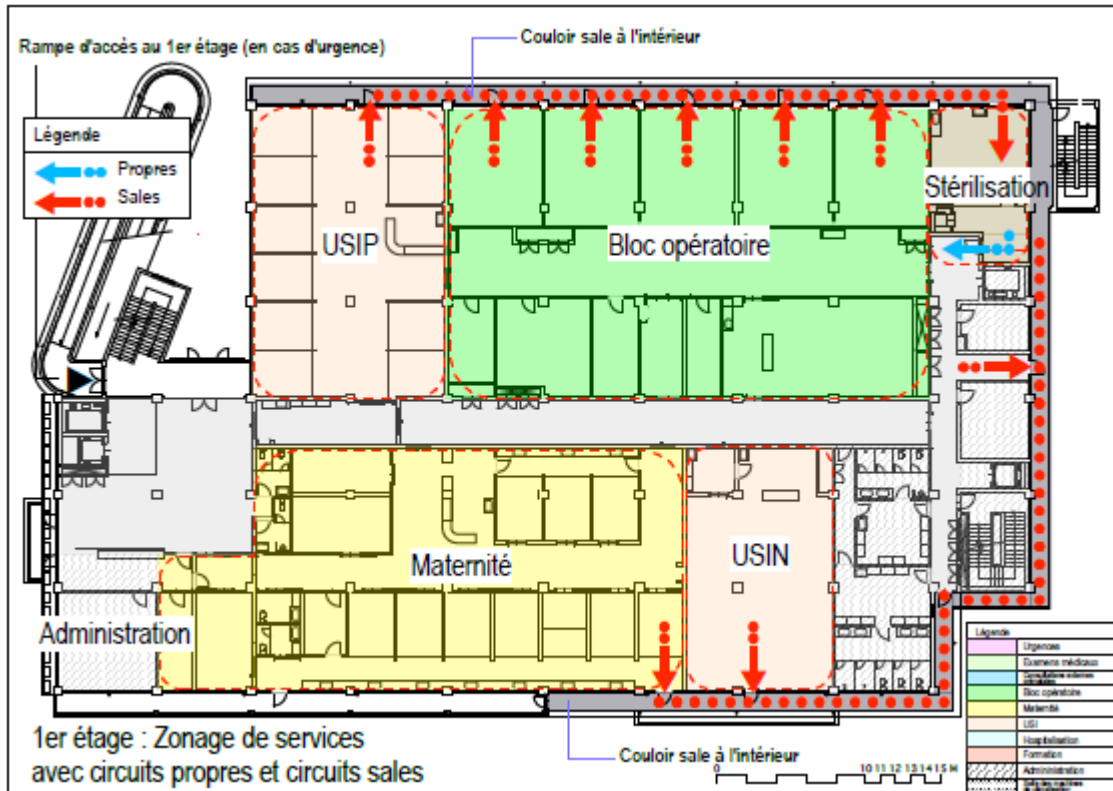 Rampe d'accès au 1er étage (en cas d'urgence)
Couloir sale à l'intérieur
Légende
Propres
Sales
USIP
Bloc opératoire
Stérilisation
Maternité
USIN
Administration
1er étage : Zonage de services
avec circuits propres et circuits sales
Couloir sale à l'intérieur
0 10 11 12 13 14 15 M
Légende
Urgences
Examens médicaux
Consultations externes
Bloc opératoire
Maternité
USI
Hospitalisation
Formation
Administration